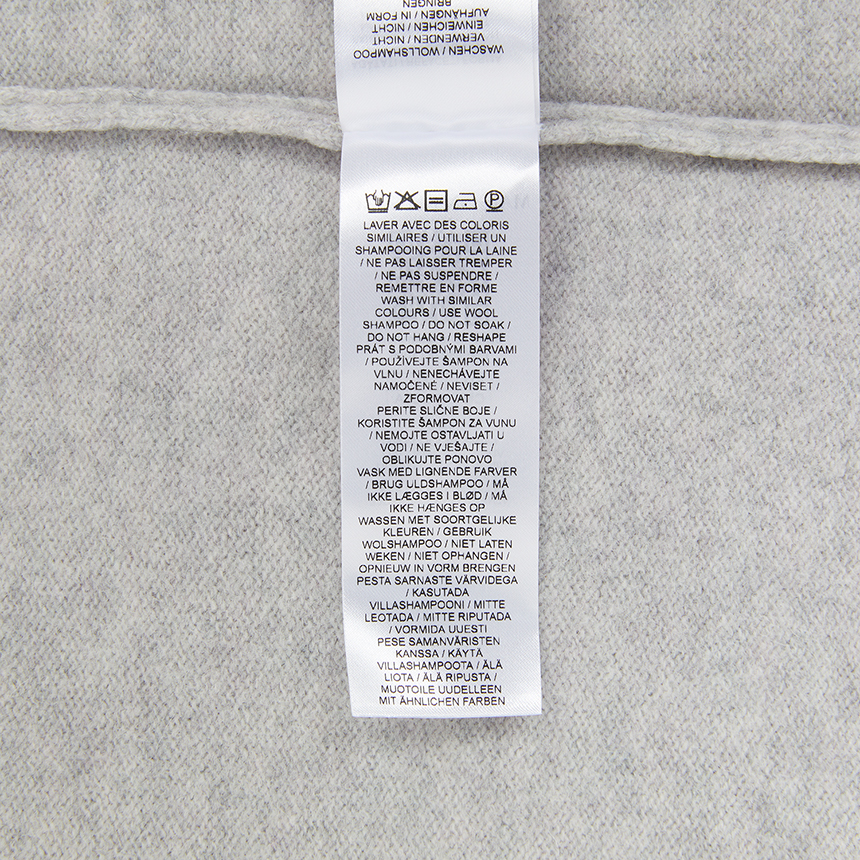 LAVER AVEC DES COLORIS
SIMILAIRES / UTILISER UN
SHAMPOOING POUR LA LAINE
/ NE PAS LAISSER TREMPER
/ NE PAS SUSPENDRE /
REMETTRE EN FORME
WASH WITH SIMILAR
COLOURS / USE WOOL
SHAMPOO / DO NOT SOAK /
DO NOT HANG / RESHAPE
PRÁT S PODOBNÝMI BARVAMI
/ POUŽÍVEJTE ŠAMPON NA
VLNU / NENECHÁVEJTE
NAMOČENÉ / NEVISET /
ZFORMOVAT
PERITE SLIČNE BOJE /
KORISTITE ŠAMPON ZA VUNU
/ NEMOJTE OSTAVLJATI U
VODI / NE VJEŠAJTE /
OBLIKUJTE PONOVO
VASK MED LIGNENDE FARVER
/ BRUG ULDSHAMPOO / MÅ
IKKE LÆGGES I BLØD / MÅ
IKKE HÆNGES OP
WASSEN MET SOORTGELIJKE
KLEUREN / GEBRUIK
WOLSHAMPOO / NIET LATEN
WEKEN / NIET OPHANGEN /
OPNIEUW IN VORM BRENGEN
PESTA SARNASTE VÄRVIDEGA
/ KASUTADA
VILLASHAMPOONI / MITTE
LEOTADA / MITTE RIPUTADA
/ VORMIDA UUESTI
PESE SAMANVÄRISTEN
KANSSA / KÄYTÄ
VILLASHAMPOOTA / ÄLÄ
LIOTA / ÄLÄ RIPUSTA /
MUOTOILE UUDELLEEN
MIT ÄHNLICHEN FARBEN
WASCHEN / WOLLSHAMPOO
VERWENDEN / NICHT
EINWEICHEN / NICHT
AUFHÄNGEN / IN FORM
BRINGEN